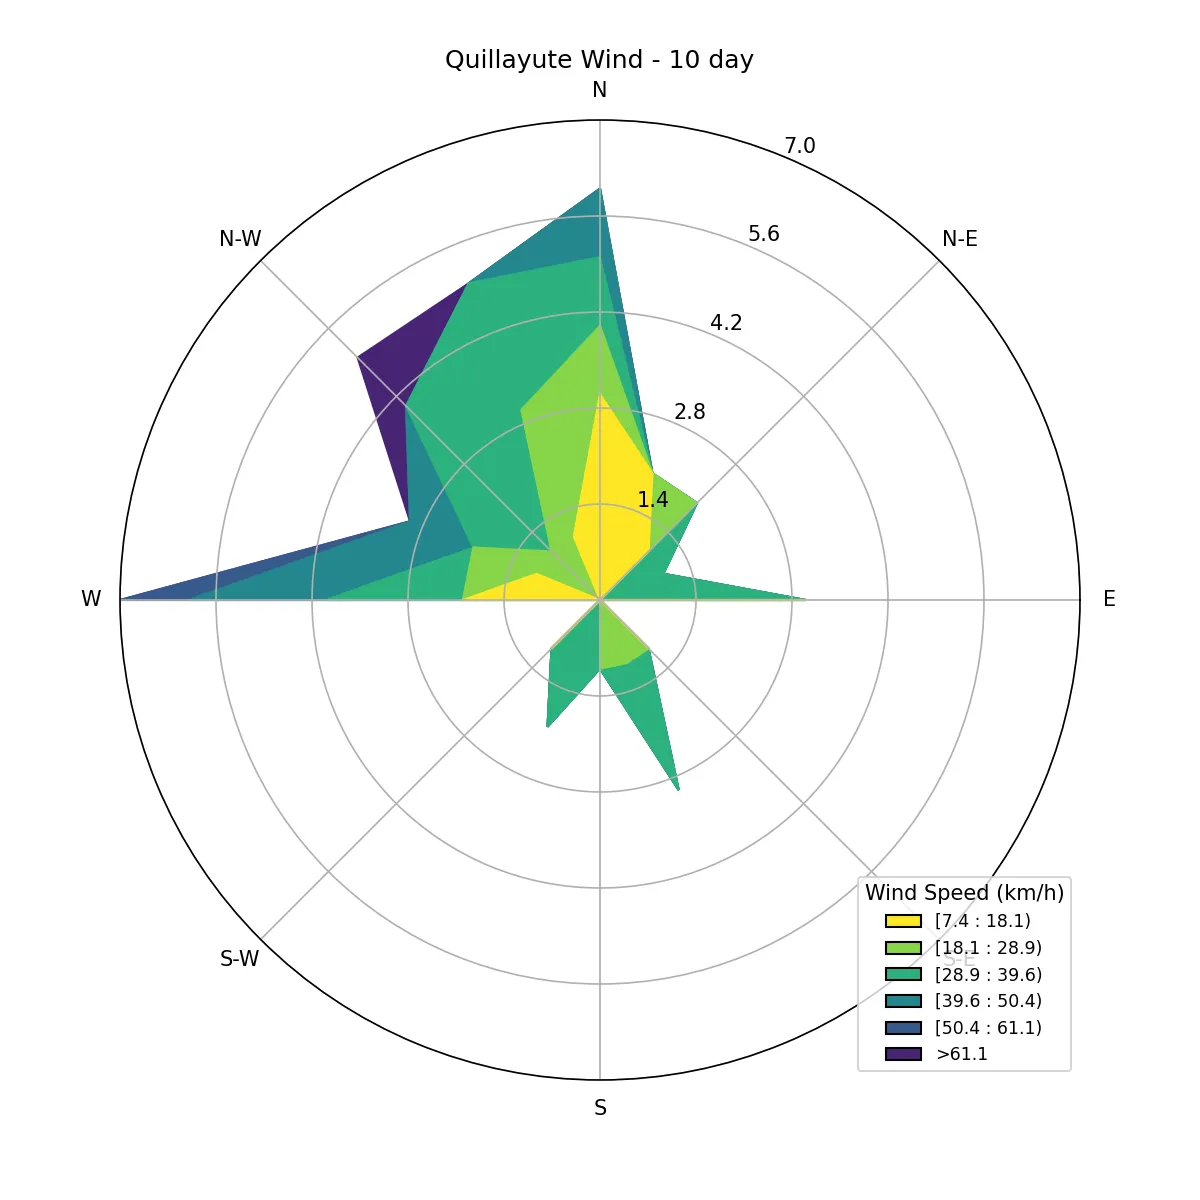 Quillayute Wind - 10 day
N
7.0
N-W
5.6
N-E
4.2
2.8
1.4
W
E
Wind Speed (km/h)
[7.4 : 18.1)
[18.1 : 28.9)
S-W
S-E
[28.9 : 39.6)
[39.6 : 50.4)
[50.4 : 61.1)
>61.1
S